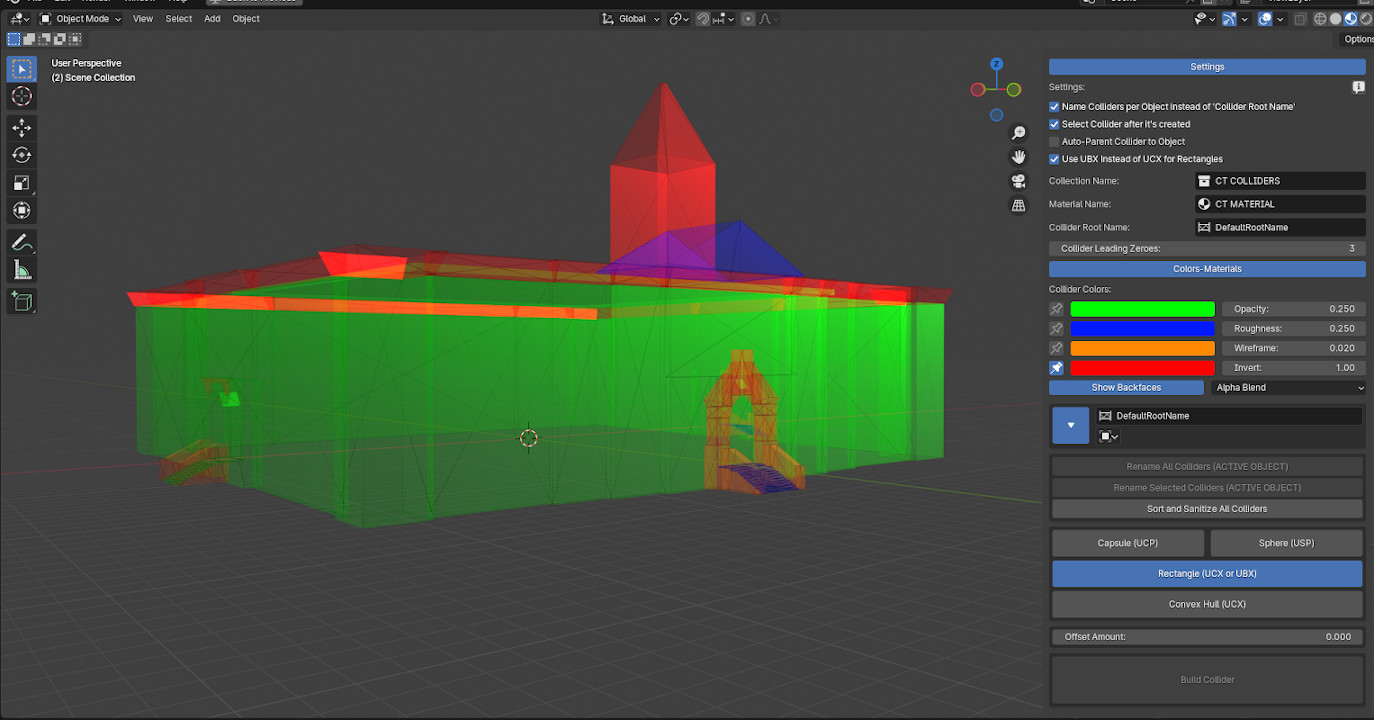 Object Mode
View
Select
Add
Object
Global
Options
User Perspective
(2) Scene Collection
Z
Settings
Settings:
Name Colliders per Object instead of 'Collider Root Name'
Select Collider after it's created
Auto-Parent Collider to Object
Use UBX instead of UCX for Rectangles
Collection Name: CT COLLIDERS
Material Name: CT MATERIAL
Collider Root Name: DefaultRootName
Collider Leading Zeroes: 3
Colors-Materials
Collider Colors:
Opacity: 0.250
Roughness: 0.250
Wireframe: 0.020
Invert: 1.00
Show Backfaces Alpha Blend
DefaultRootName
Rename All Colliders (ACTIVE OBJECT)
Rename Selected Colliders (ACTIVE OBJECT)
Sort and Sanitize All Colliders
Capsule (UCP) Sphere (USP)
Rectangle (UCX or UBX)
Convex Hull (UCX)
Offset Amount: 0.000
Build Collider